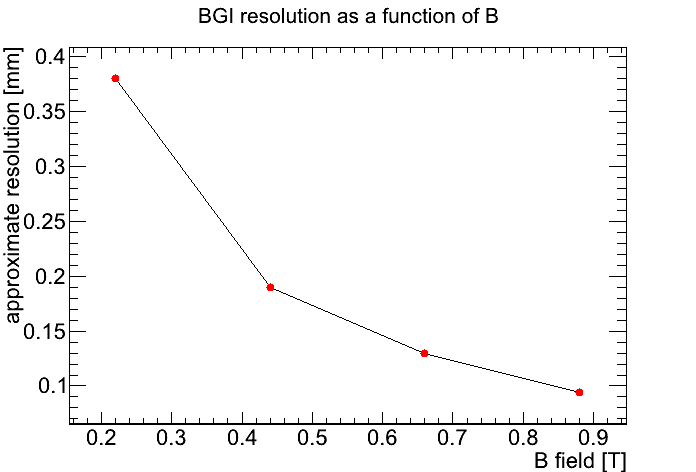 BGI resolution as a function of B
approximate resolution [mm]
0.4
0.35
0.3
0.25
0.2
0.15
0.1
0.2 0.3 0.4 0.5 0.6 0.7 0.8 0.9
B field [T]